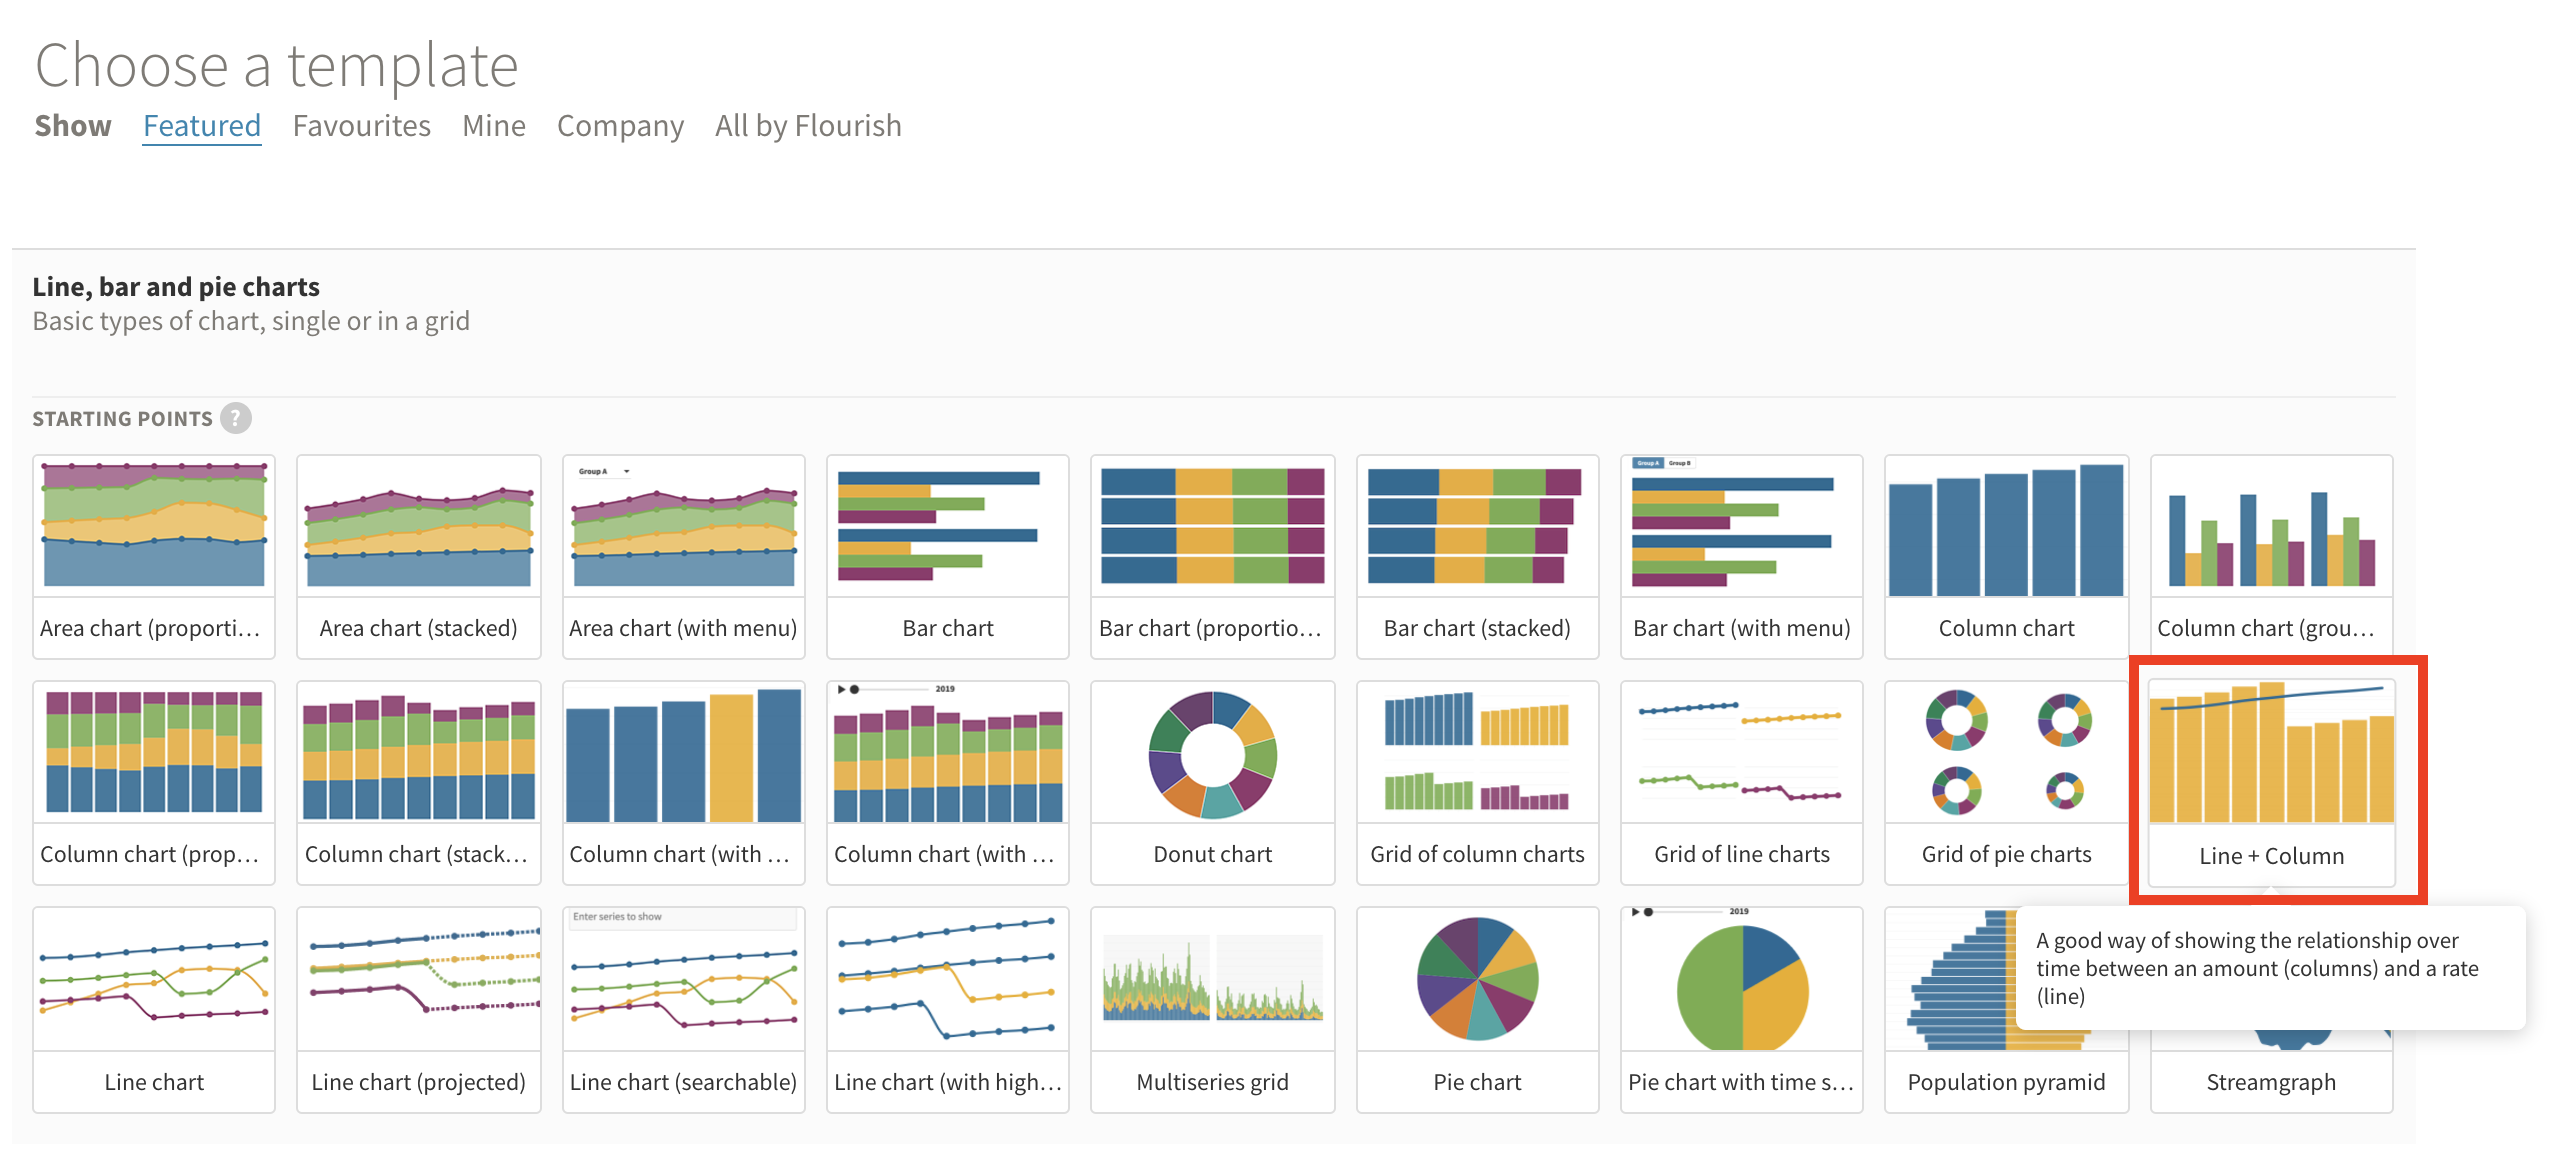 Choose a template
Show Featured Favourites Mine Company All by Flourish
Line, bar and pie charts
Basic types of chart, single or in a grid
STARTING POINTS ?
Group A
Group A Group B
Area chart (proporti…
Area chart (stacked)
Area chart (with menu)
Bar chart
Bar chart (proportio…
Bar chart (stacked)
Bar chart (with menu)
Column chart
Column chart (grou…
2019
Column chart (prop…
Column chart (stack…
Column chart (with …
Column chart (with …
Donut chart
Grid of column charts
Grid of line charts
Grid of pie charts
Line + Column
Enter series to show
2019
A good way of showing the relationship over
time between an amount (columns) and a rate
(line)
Line chart
Line chart (projected)
Line chart (searchable)
Line chart (with high…
Multiseries grid
Pie chart
Pie chart with time s…
Population pyramid
Streamgraph